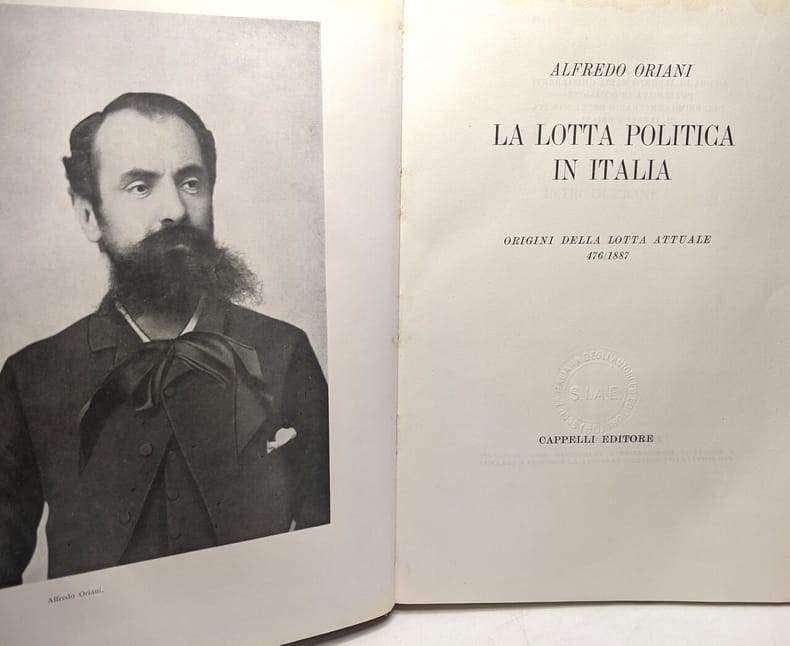 Alfredo Oriani.
ALFREDO ORIANI
LA LOTTA POLITICA
IN ITALIA
ORIGINI DELLA LOTTA ATTUALE
476/1887
S.I.A.E.
CAPPELLI EDITORE